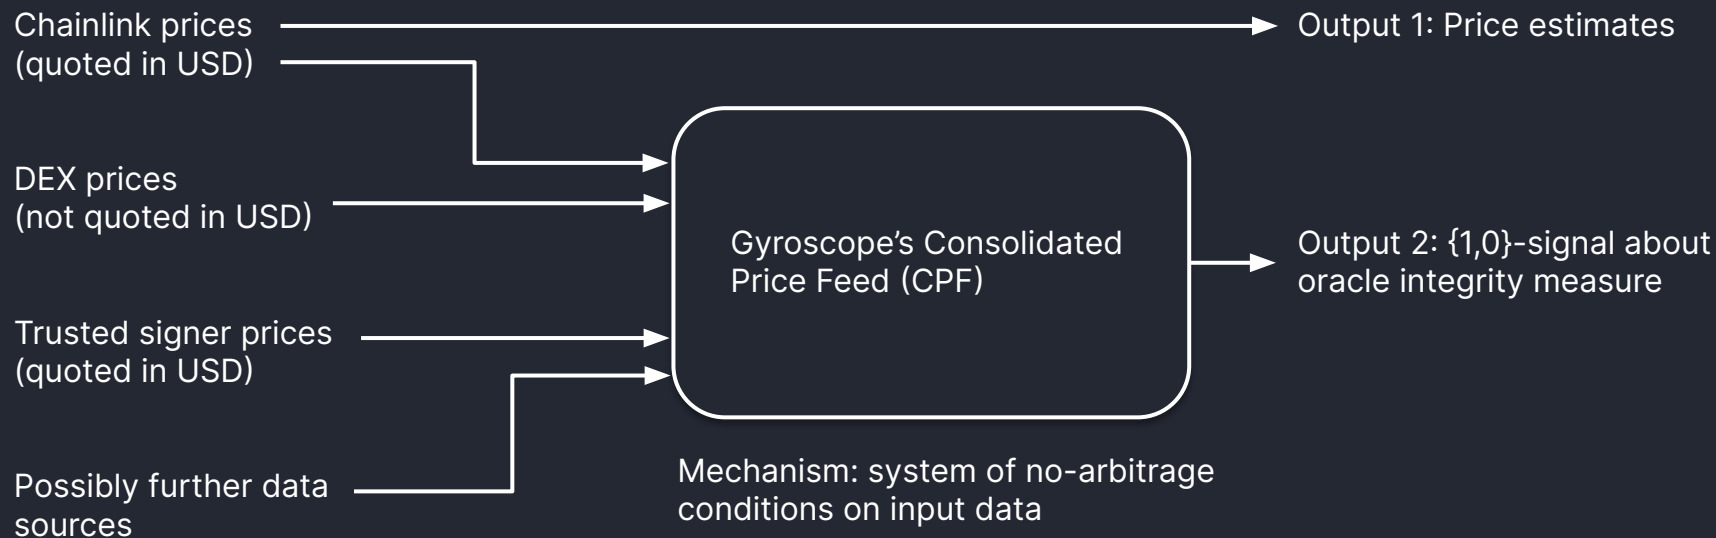 Chainlink prices
(quoted in USD)
Output 1: Price estimates
DEX prices
(not quoted in USD)
Gyroscope’s Consolidated
Price Feed (CPF)
Output 2: {1,0}-signal about
oracle integrity measure
Trusted signer prices
(quoted in USD)
Possibly further data
sources
Mechanism: system of no-arbitrage
conditions on input data